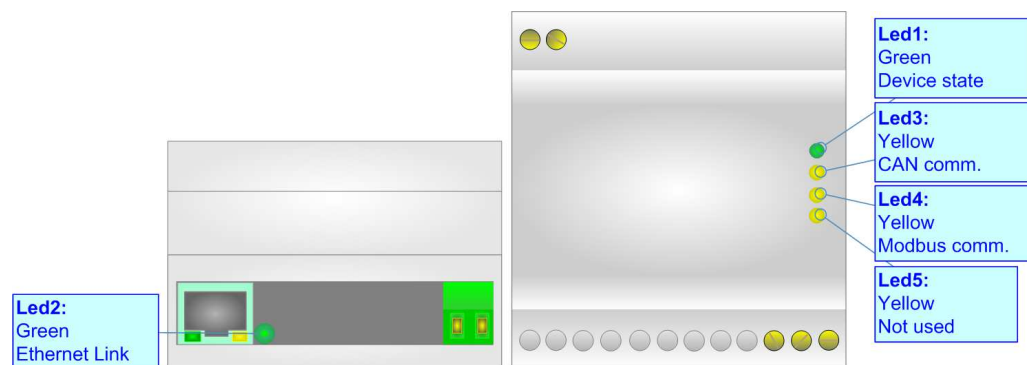 Led1:
Green
Device state
Led3:
Yellow
CAN comm.
Led4:
Yellow
Modbus comm.
Led5:
Yellow
Not used
Led2:
Green
Ethernet Link